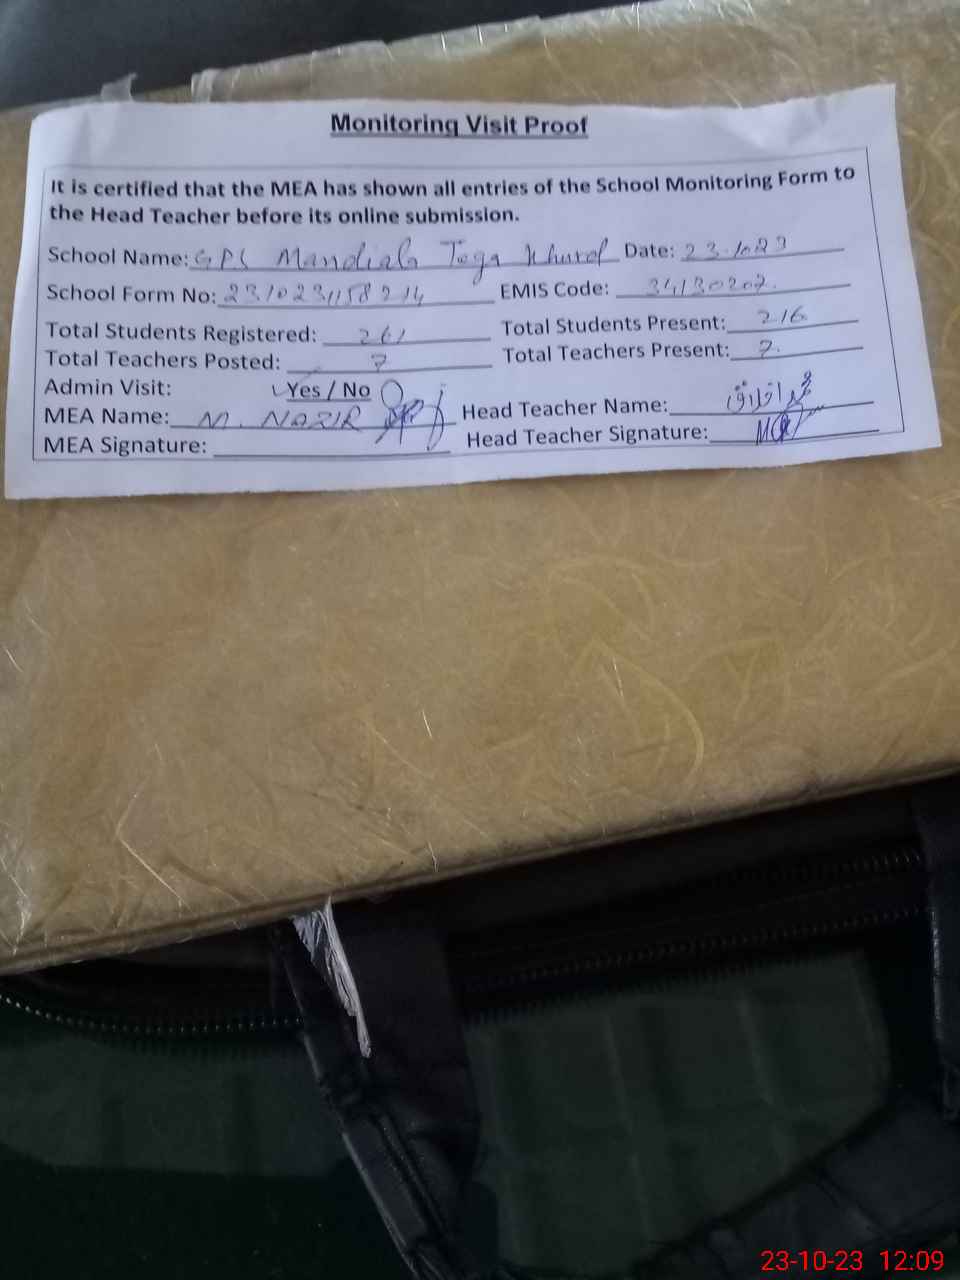 Monitoring Visit Proof
It is certified that the MEA has shown all entries of the School Monitoring Form to
the Head Teacher before its online submission.
School Name: GPS Mandiala Toga Khurd Date: 23.10.23
School Form No: EMIS Code: 34130202.
Total Students Registered: 261 Total Students Present: 216
Total Teachers Posted: 7 Total Teachers Present: 7.
Admin Visit: Yes / No
MEA Name: M. NAZIR Head Teacher Name: محمد
MEA Signature: Head Teacher Signature:
23-10-23 12:09